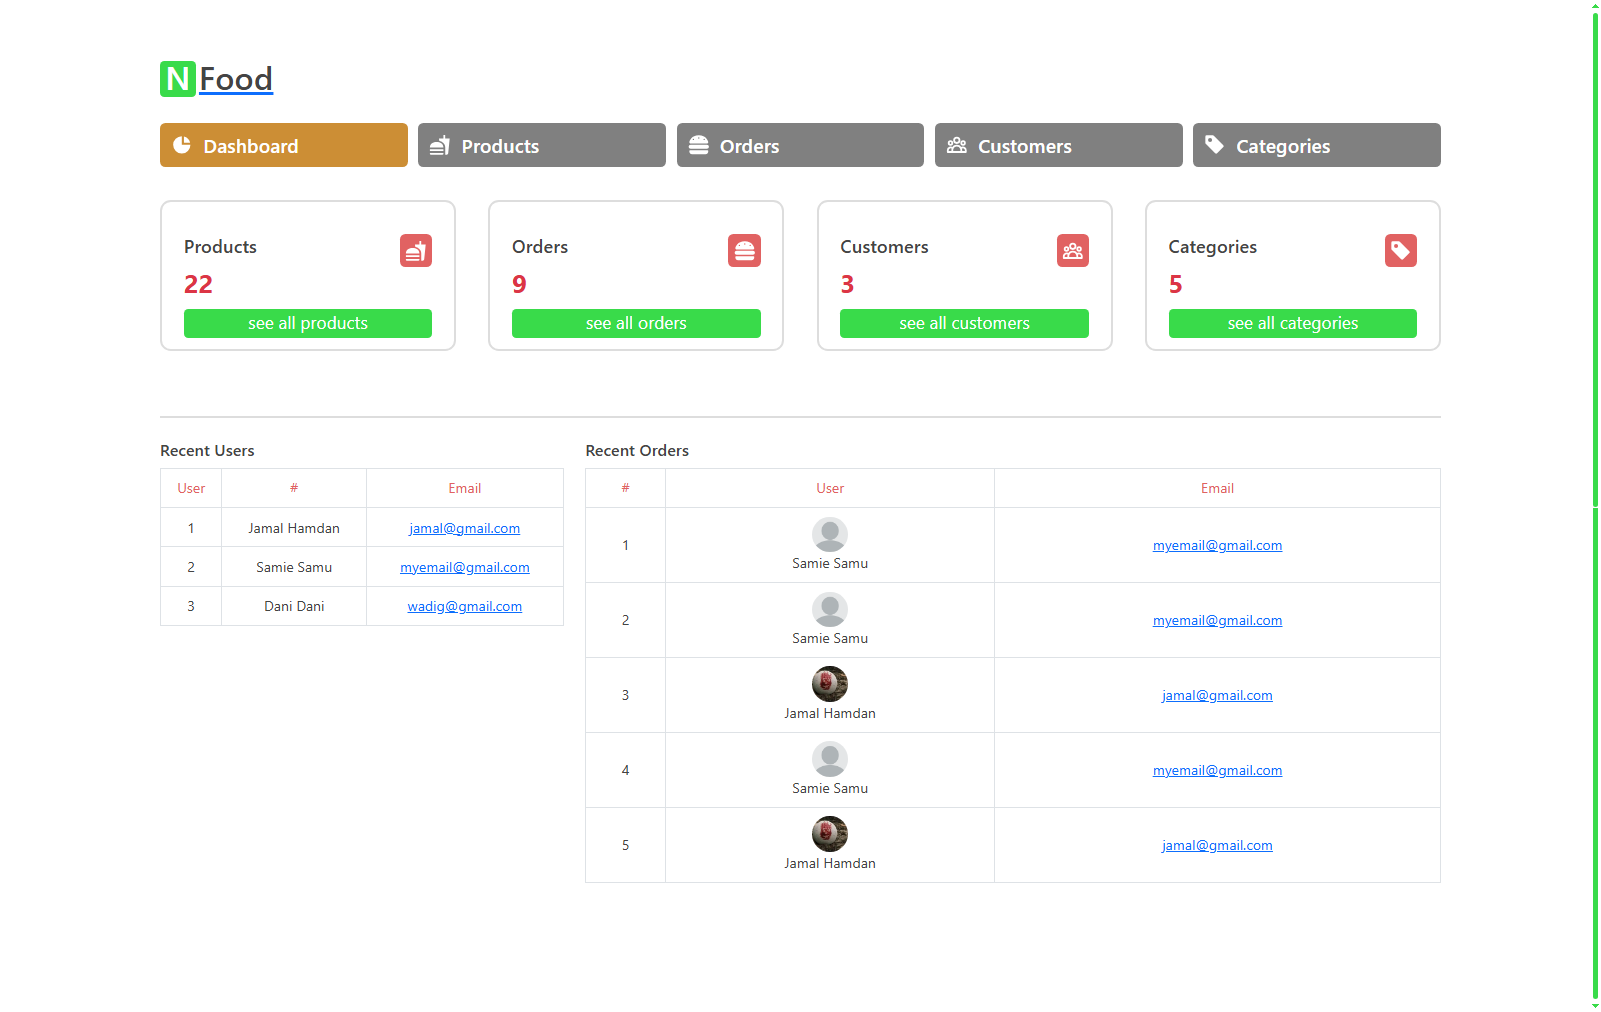 N Food
Dashboard
Products
Orders
Customers
Categories
Products
22
see all products
Orders
9
see all orders
Customers
3
see all customers
Categories
5
see all categories
Recent Users
User # Email
1 Jamal Hamdan jamal@gmail.com
2 Samie Samu myemail@gmail.com
3 Dani Dani wadig@gmail.com
Recent Orders
# User Email
1 Samie Samu myemail@gmail.com
2 Samie Samu myemail@gmail.com
3 Jamal Hamdan jamal@gmail.com
4 Samie Samu myemail@gmail.com
5 Jamal Hamdan jamal@gmail.com